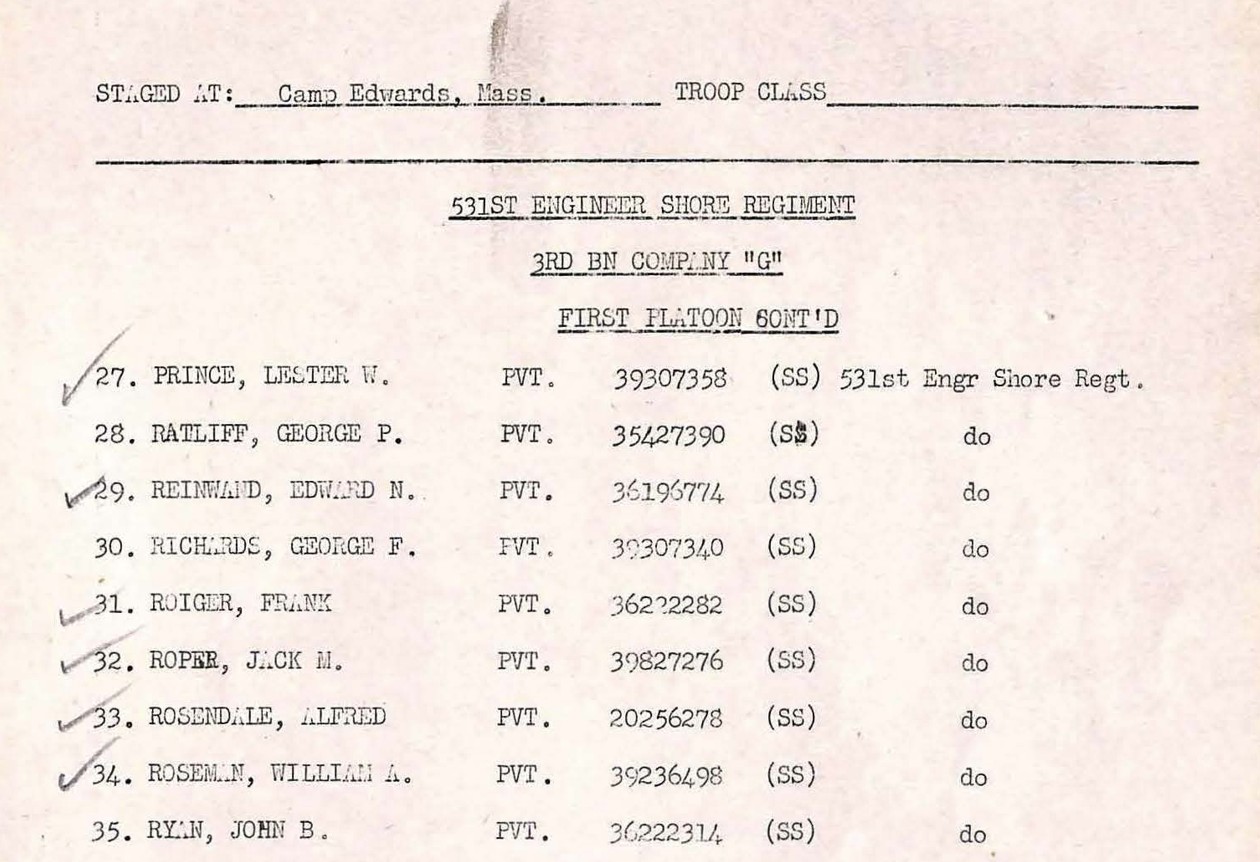 STAGED AT: Camp Edwards, Mass. TROOP CLASS
531ST ENGINEER SHORE REGIMENT
3RD BN COMPANY "G"
FIRST PLATOON 6ONT'D
27. PRINCE, LESTER W. PVT. 39307358 (SS) 531st Engr Shore Regt.
28. RATLIFF, GEORGE P. PVT. 35427390 (SS) do
29. REINWAND, EDWARD N. PVT. 36196774 (SS) do
30. RICHARDS, GEORGE F. PVT. 39307340 (SS) do
31. ROIGER, FRANK PVT. 36222282 (SS) do
32. ROPER, JACK M. PVT. 39827276 (SS) do
33. ROSENDALE, ALFRED PVT. 20256278 (SS) do
34. ROSEMAN, WILLIAM A. PVT. 39236498 (SS) do
35. RYAN, JOHN B. PVT. 36222314 (SS) do